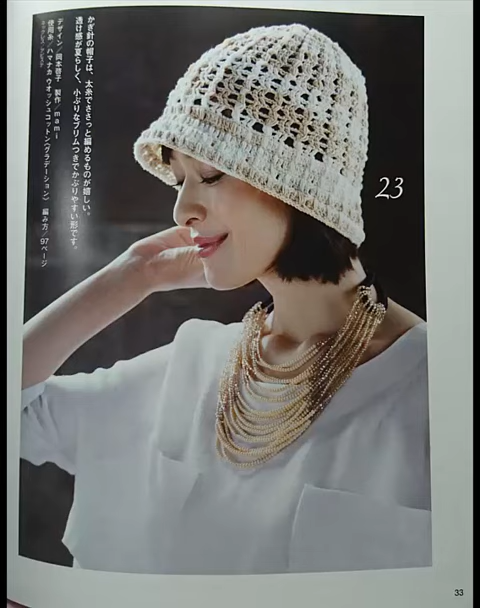 かぎ針の帽子は、太糸でささっと編めるものが嬉しい。
透け感が夏らしく、小ぶりなブリムつきでかぶりやすい形です。
デザイン/岡本啓子 製作/mami
使用糸/ハマナカ ウオッシュコットン〈グラデーション〉 編み方/97ページ
23
33